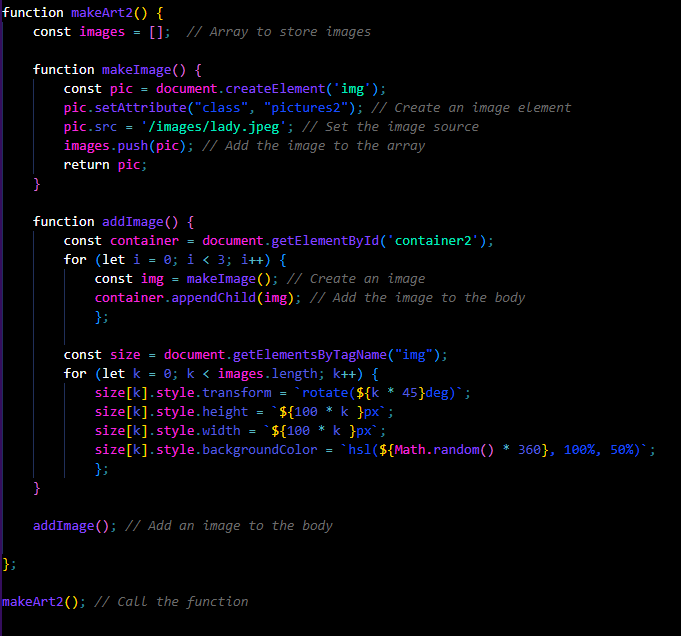 function makeArt2() {
    const images = [];  // Array to store images

    function makeImage() {
        const pic = document.createElement('img');
        pic.setAttribute("class", "pictures2"); // Create an image element
        pic.src = '/images/lady.jpeg'; // Set the image source
        images.push(pic); // Add the image to the array
        return pic;
    }

    function addImage() {
        const container = document.getElementById('container2');
        for (let i = 0; i < 3; i++) {
            const img = makeImage(); // Create an image
            container.appendChild(img); // Add the image to the body
            };

        const size = document.getElementsByTagName("img");
        for (let k = 0; k < images.length; k++) {
            size[k].style.transform = `rotate(${k * 45}deg)`;
            size[k].style.height = `${100 * k }px`;
            size[k].style.width = `${100 * k }px`;
            size[k].style.backgroundColor = `hsl(${Math.random() * 360}, 100%, 50%)`;
            };
    }

    addImage(); // Add an image to the body

};

makeArt2(); // Call the function